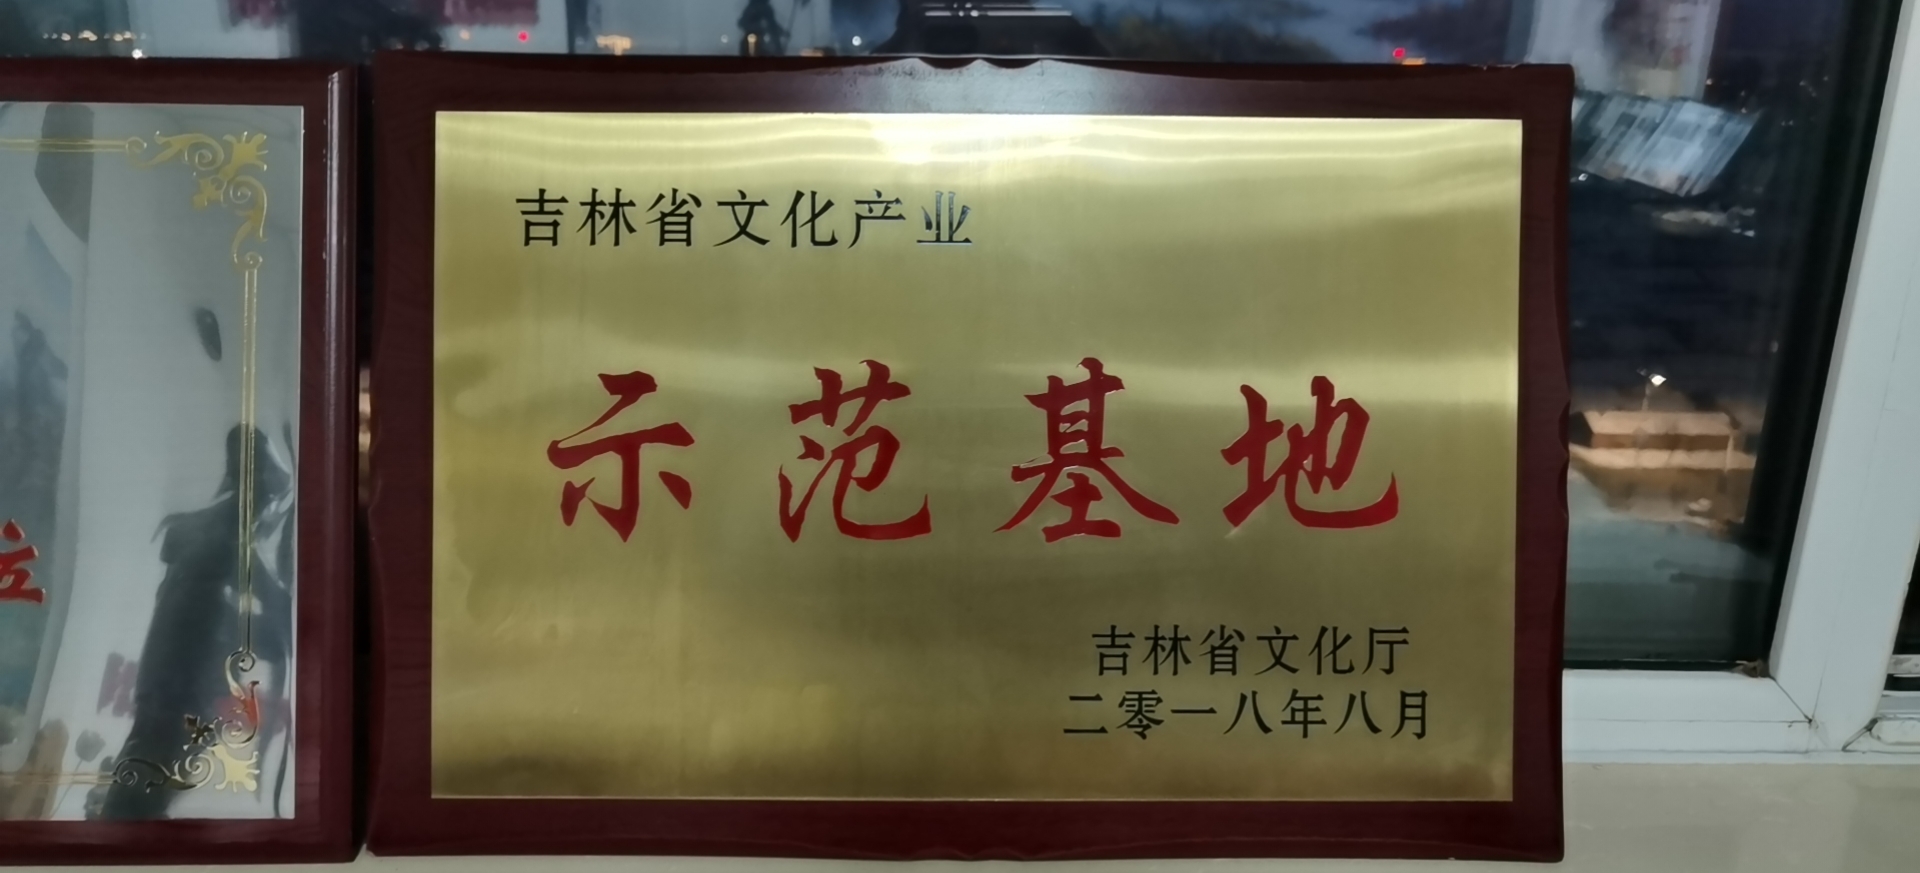 吉林省文化产业
示范基地
吉林省文化厅
二零一八年八月
立